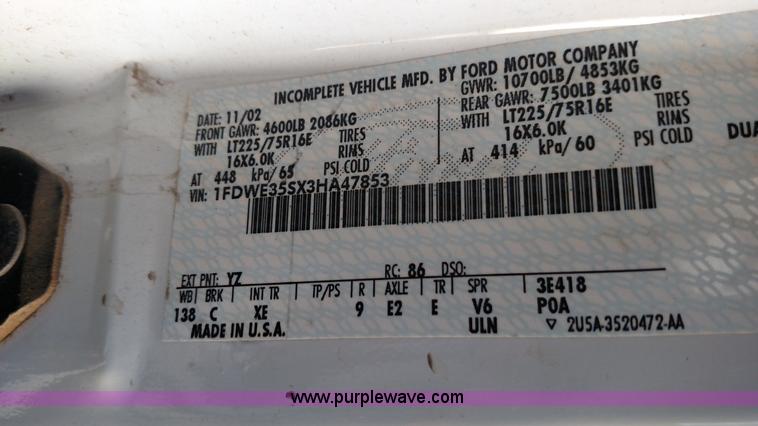 INCOMPLETE VEHICLE MFD. BY FORD MOTOR COMPANY
DATE: 11/02 GVWR: 10700LB/ 4853KG
FRONT GAWR: 4600LB 2086KG REAR GAWR: 7500LB 3401KG
WITH LT225/75R16E TIRES WITH LT225/75R16E TIRES
16X6.0K RIMS 16X6.0K RIMS
AT 448 kPa/ 65 PSI COLD AT 414 kPa/ 60 PSI COLD DUA
VIN: 1FDWE35SX3HA47853
EXT PNT: YZ RC: 86 DSO:
WB BRK INT TR TP/PS R AXLE TR SPR 3E418
138 C XE 9 E2 E V6 P0A
MADE IN U.S.A. ULN 2U5A-3520472-AA
www.purplewave.com